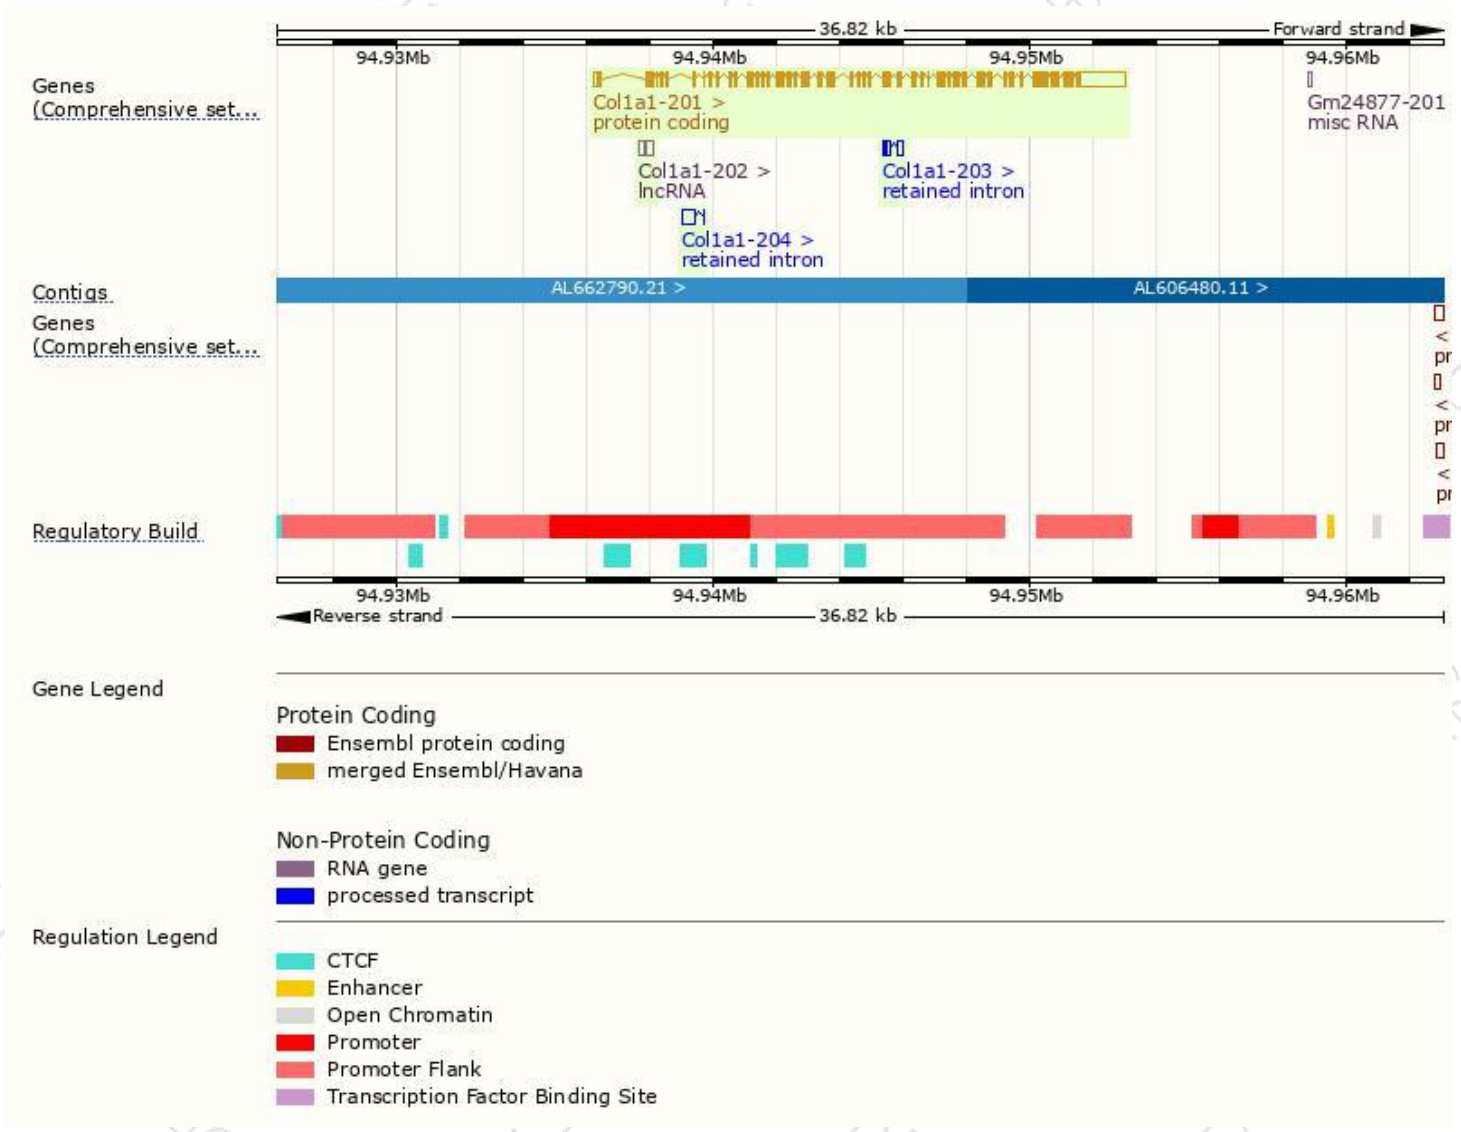 36.82 kb Forward strand
94.93Mb 94.94Mb 94.95Mb 94.96Mb
Genes
(Comprehensive set...
Col1a1-201 >
protein coding
Gm24877-201
misc RNA
Col1a1-202 >
lncRNA
Col1a1-203 >
retained intron
Col1a1-204 >
retained intron
Contigs
AL662790.21 > AL606480.11 >
Genes
(Comprehensive set...
<
pr
<
pr
<
pr
Regulatory Build
94.93Mb 94.94Mb 94.95Mb 94.96Mb
Reverse strand 36.82 kb
Gene Legend
Protein Coding
Ensembl protein coding
merged Ensembl/Havana
Non-Protein Coding
RNA gene
processed transcript
Regulation Legend
CTCF
Enhancer
Open Chromatin
Promoter
Promoter Flank
Transcription Factor Binding Site